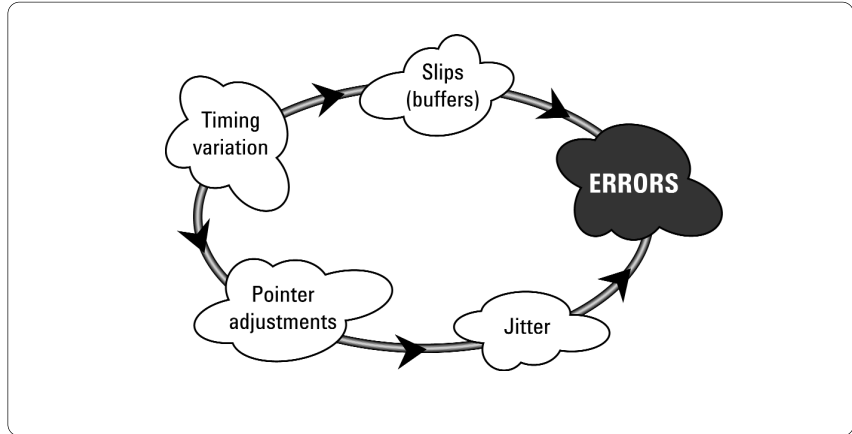 Slips
(buffers)
Timing
variation
ERRORS
Pointer
adjustments
Jitter